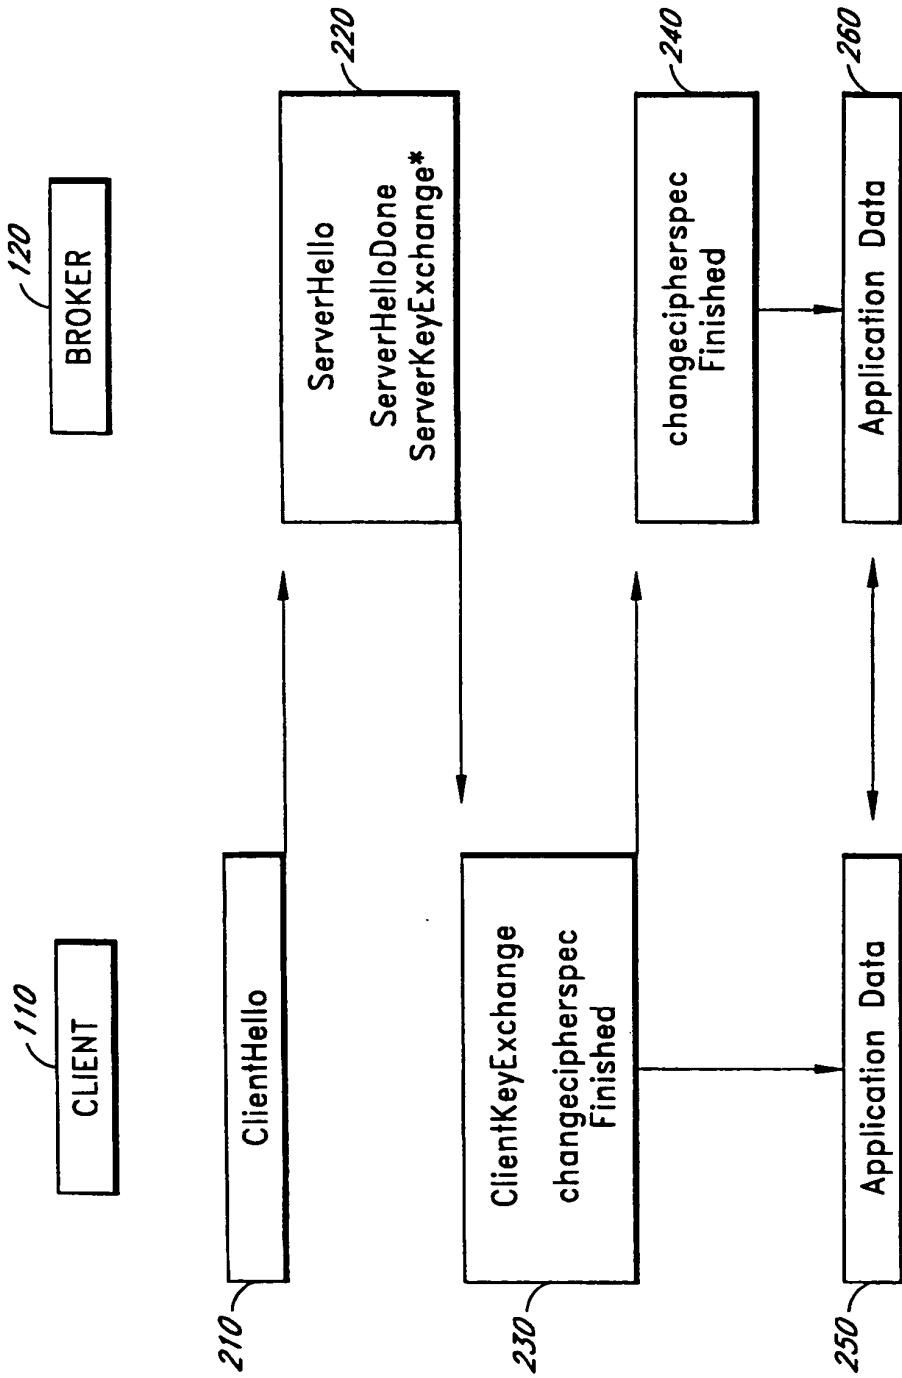 110
CLIENT
120
BROKER
210
ClientHello
220
ServerHello
ServerHelloDone
ServerKeyExchange*
230
ClientKeyExchange
changecipherspec
Finished
240
changecipherspec
Finished
250
Application Data
260
Application Data